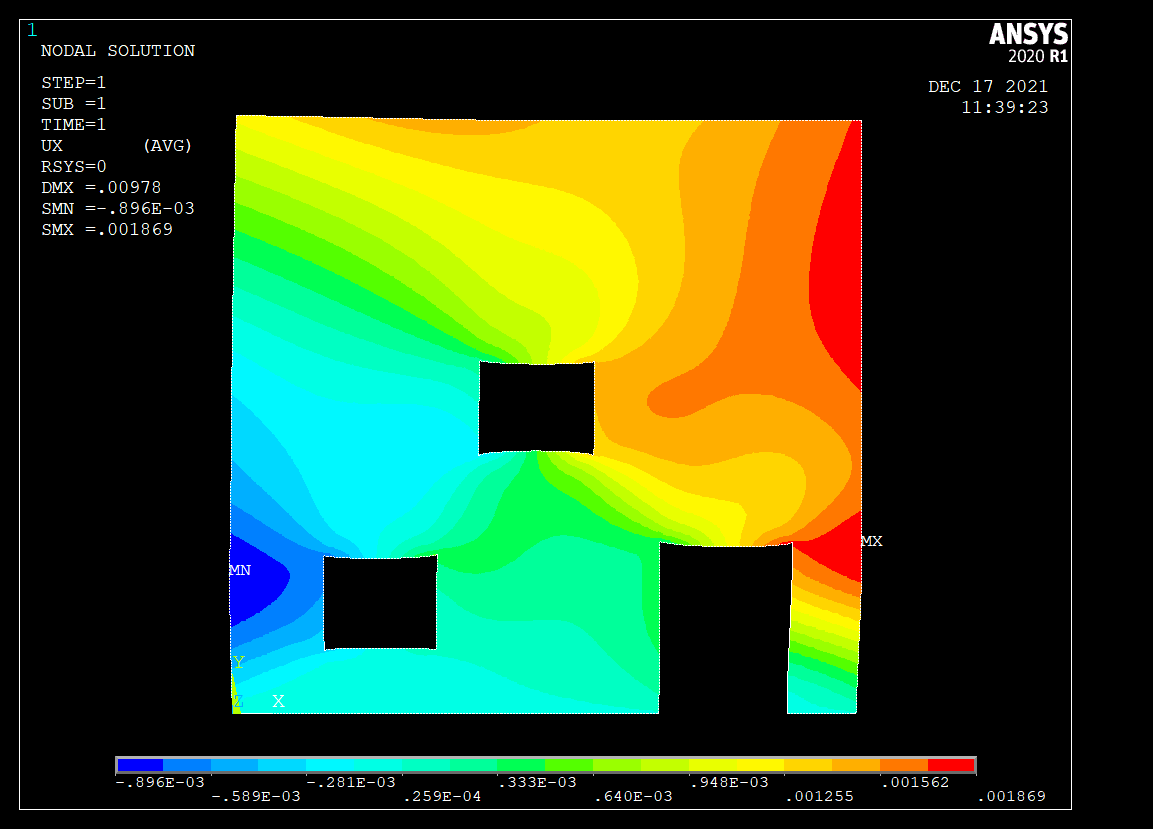 1
ANSYS
2020 R1
NODAL SOLUTION
STEP=1
SUB =1
TIME=1
UX (AVG)
RSYS=0
DMX =.00978
SMN =-.896E-03
SMX =.001869
DEC 17 2021
11:39:23
MX
MN
Y
Z X
-.896E-03 -.281E-03 .333E-03 .948E-03 .001562
-.589E-03 .259E-04 .640E-03 .001255 .001869